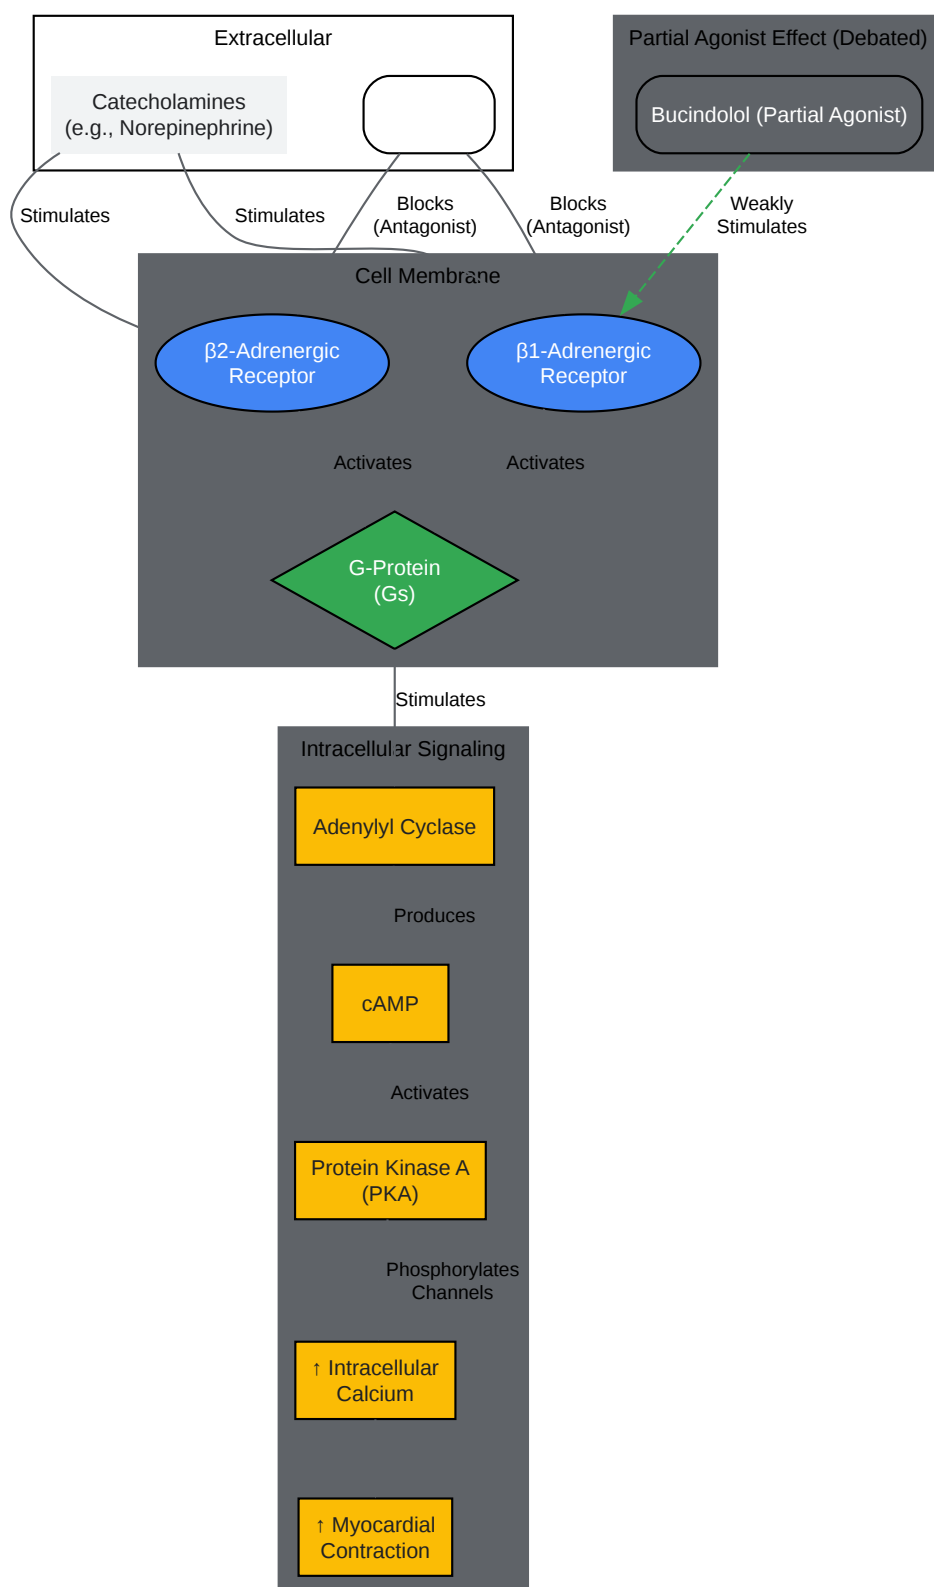 Extracellular
Partial Agonist Effect (Debated)
Catecholamines
(e.g., Norepinephrine)
Bucindolol (Partial Agonist)
Stimulates
Stimulates
Blocks
(Antagonist)
Blocks
(Antagonist)
Weakly
Stimulates
Cell Membrane
β2-Adrenergic
Receptor
β1-Adrenergic
Receptor
Activates
Activates
G-Protein
(Gs)
Stimulates
Intracellular Signaling
Adenylyl Cyclase
Produces
cAMP
Activates
Protein Kinase A
(PKA)
Phosphorylates
Channels
↑ Intracellular
Calcium
↑ Myocardial
Contraction